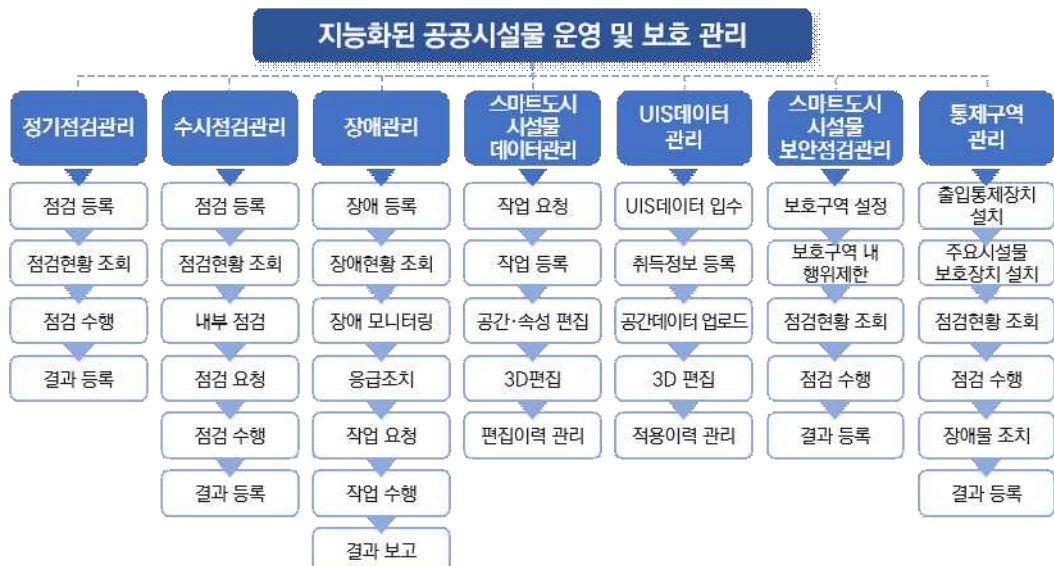 지능화된 공공시설물 운영 및 보호 관리
정기점검관리
점검 등록
점검현황 조회
점검 수행
결과 등록
수시점검관리
점검 등록
점검현황 조회
내부 점검
점검 요청
점검 수행
결과 등록
장애관리
장애 등록
장애현황 조회
장애 모니터링
응급조치
작업 요청
작업 수행
결과 보고
스마트도시
시설물
데이터관리
작업 요청
작업 등록
공간·속성 편집
3D편집
편집이력 관리
UIS데이터
관리
UIS데이터 입수
취득정보 등록
공간데이터 업로드
3D 편집
적용이력 관리
스마트도시
시설물
보안점검관리
보호구역 설정
보호구역 내
행위제한
점검현황 조회
점검 수행
결과 등록
통제구역
관리
출입통제장치
설치
주요시설물
보호장치 설치
점검현황 조회
점검 수행
장애물 조치
결과 등록